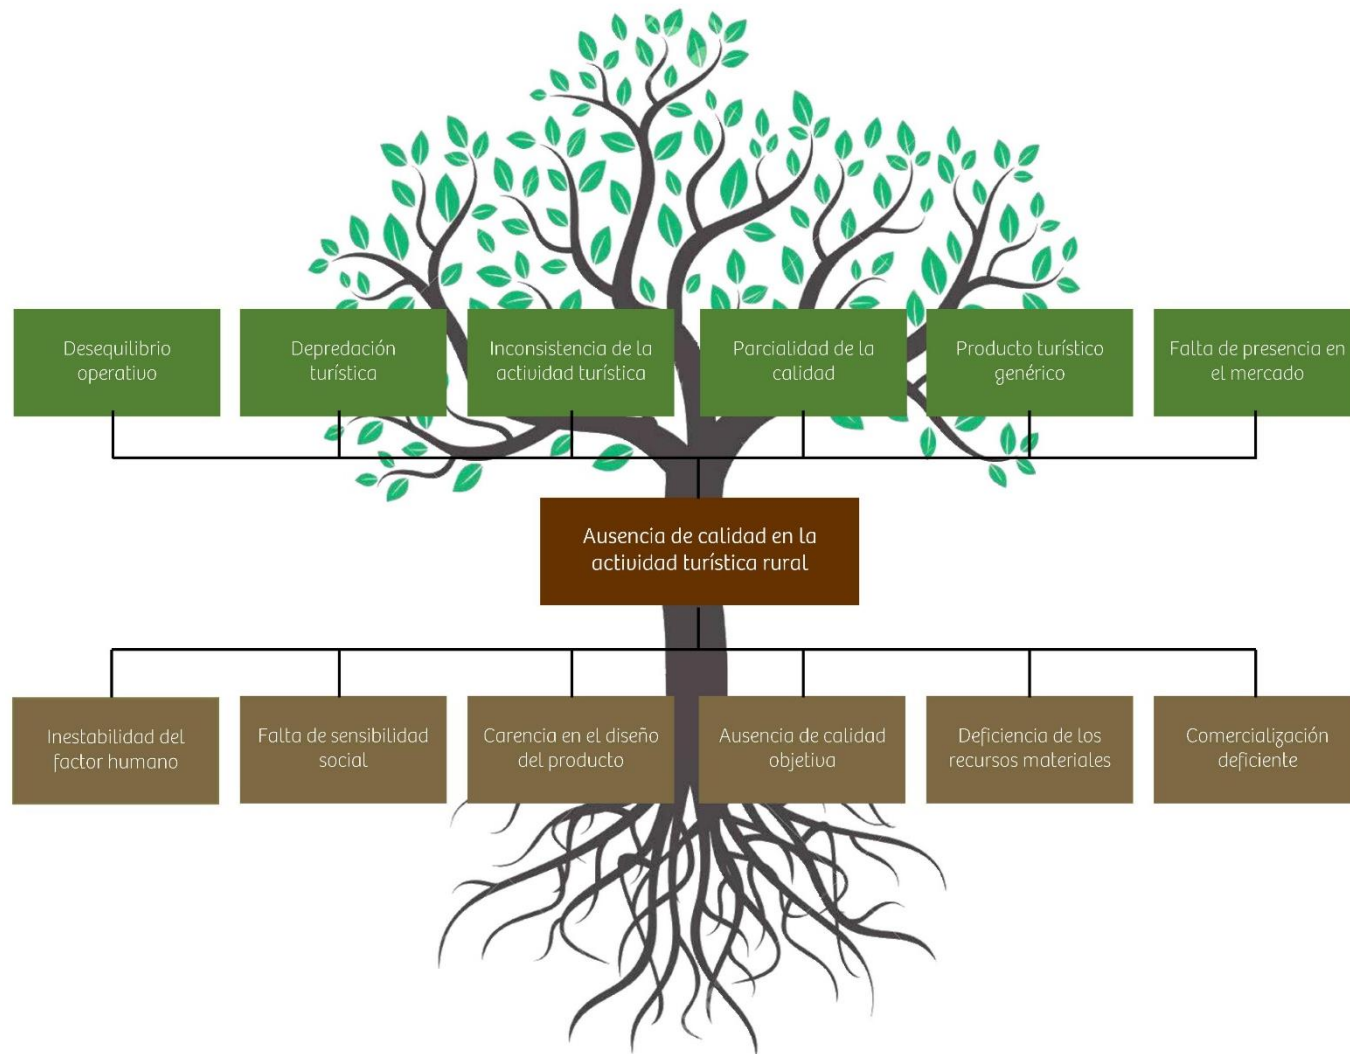 Desequilibrio
operativo
Depredación
turística
Inconsistencia de la
actividad turística
Parcialidad de la
calidad
Producto turístico
genérico
Falta de presencia en
el mercado
Ausencia de calidad en la
actividad turística rural
Inestabilidad del
factor humano
Falta de sensibilidad
social
Carencia en el diseño
del producto
Ausencia de calidad
objetiva
Deficiencia de los
recursos materiales
Comercialización
deficiente